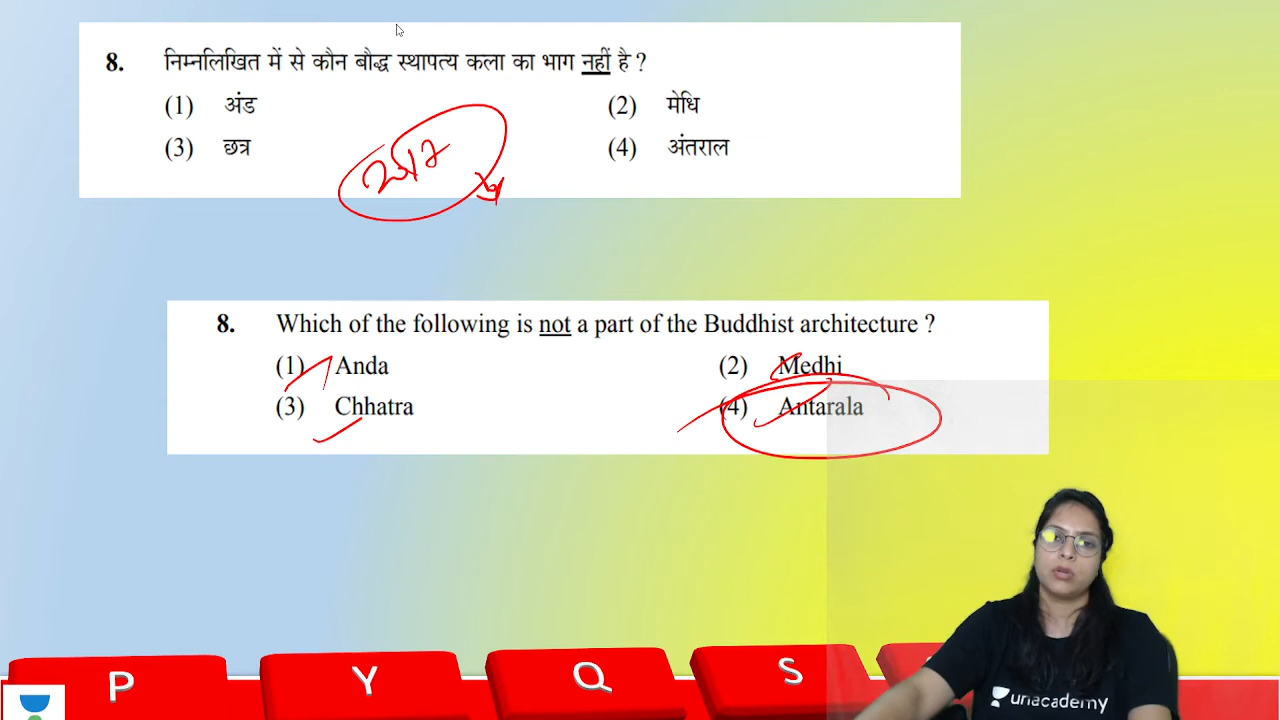 8. निम्नलिखित में से कौन बौद्ध स्थापत्य कला का भाग नहीं है ?
(1) अंड (2) मेधि
(3) छत्र (4) अंतराल
2017
8. Which of the following is not a part of the Buddhist architecture ?
(1) Anda (2) Medhi
(3) Chhatra (4) Antarala
unacademy
P Y Q S